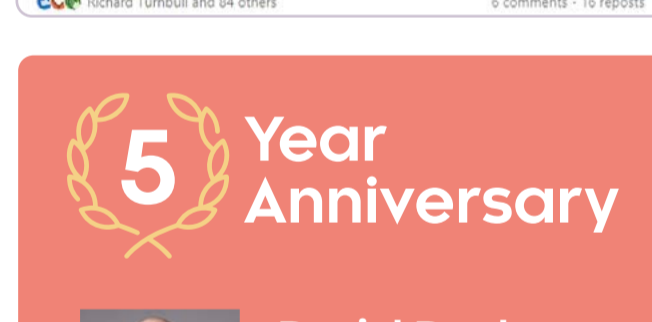 Richard Turnbull and 84 others
6 comments · 16 reposts
5
Year
Anniversary